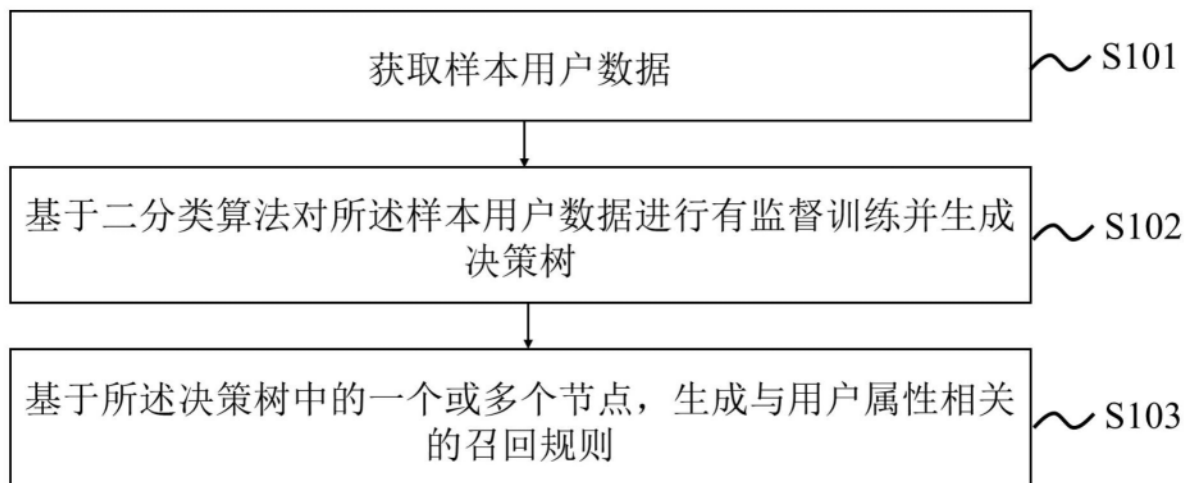 获取样本用户数据
S101
基于二分类算法对所述样本用户数据进行有监督训练并生成
决策树
S102
基于所述决策树中的一个或多个节点，生成与用户属性相关
的召回规则
S103